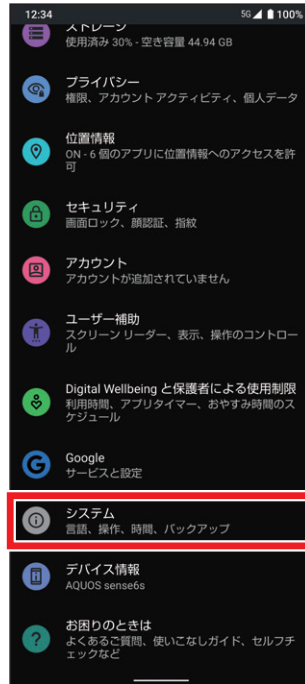 12:34 5G 100%
ストレージ
使用済み 30% - 空き容量 44.94 GB
プライバシー
権限、アカウント アクティビティ、個人データ
位置情報
ON - 6 個のアプリに位置情報へのアクセスを許
可
セキュリティ
画面ロック、顔認証、指紋
アカウント
アカウントが追加されていません
ユーザー補助
スクリーン リーダー、表示、操作のコントロー
ル
Digital Wellbeing と保護者による使用制限
利用時間、アプリタイマー、おやすみ時間のス
ケジュール
Google
サービスと設定
システム
言語、操作、時間、バックアップ
デバイス情報
AQUOS sense6s
お困りのときは
よくあるご質問、使いこなしガイド、セルフチ
ェックなど